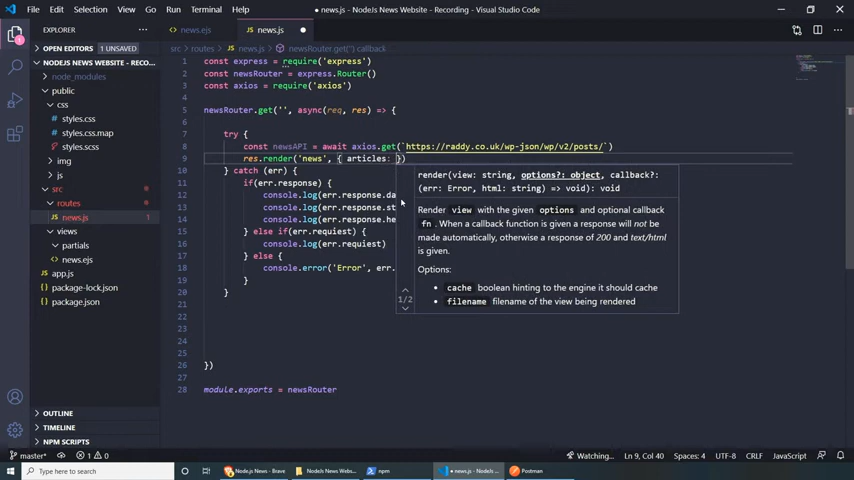 File Edit Selection View Go Run Terminal Help
● news.js - NodeJs News Website - Recording - Visual Studio Code
EXPLORER
···
news.ejs
JS news.js ●
OPEN EDITORS 1 UNSAVED
NODEJS NEWS WEBSITE - RECO...
node_modules
public
css
styles.css
styles.css.map
styles.scss
img
js
src
routes
JS news.js 1
views
partials
news.ejs
JS app.js
package-lock.json
package.json
OUTLINE
TIMELINE
NPM SCRIPTS
src > routes > JS news.js > newsRouter.get('') callback
1 const express = require('express')
2 const newsRouter = express.Router()
3 const axios = require('axios')
4
5 newsRouter.get('', async(req, res) => {
6
7 try {
8 const newsAPI = await axios.get(`https://raddy.co.uk/wp-json/wp/v2/posts/`)
9 res.render('news', { articles: })
10 } catch (err) {
11 if(err.response) {
12 console.log(err.response.da
13 console.log(err.response.st
14 console.log(err.response.he
15 } else if(err.requiest) {
16 console.log(err.requiest)
17 } else {
18 console.error('Error', err.
19 }
20 }
21
22
23
24
25
26 })
27
28 module.exports = newsRouter
render(view: string, options?: object, callback?:
(err: Error, html: string) => void): void
Render view with the given options and optional callback
fn. When a callback function is given a response will not be
made automatically, otherwise a response of 200 and text/html
is given.
Options:
• cache boolean hinting to the engine it should cache
• filename filename of the view being rendered
1/2
master* 1 0
Watching... Ln 9, Col 40 Spaces: 4 UTF-8 CRLF JavaScript
Type here to search
Node.js News - Brave
NodeJs News Webs...
npm
● news.js - NodeJs N...
Postman